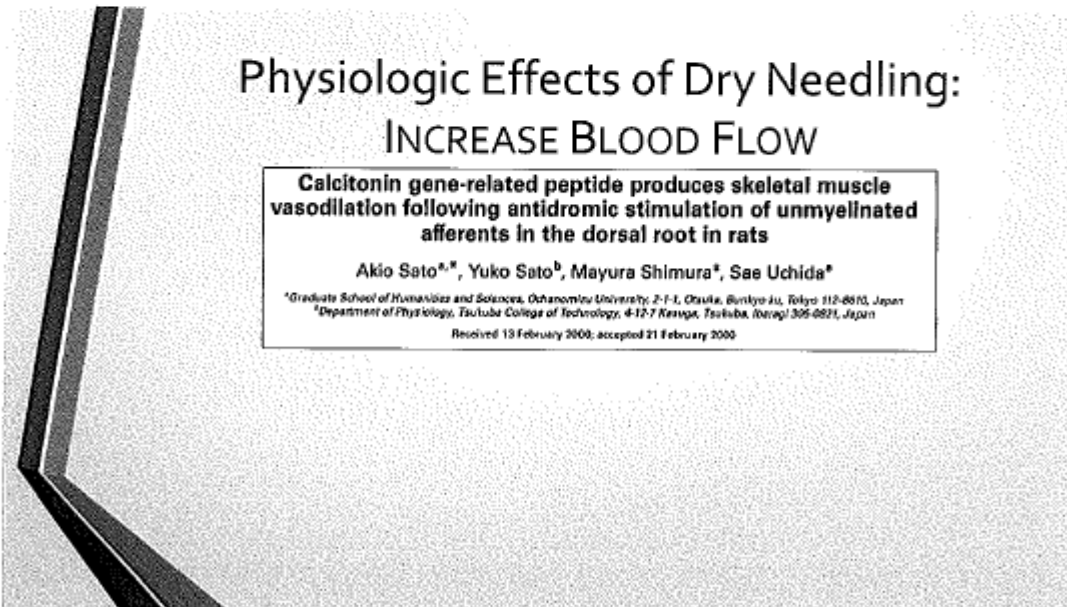 Physiologic Effects of Dry Needling:
INCREASE BLOOD FLOW
Calcitonin gene-related peptide produces skeletal muscle
vasodilation following antidromic stimulation of unmyelinated
afferents in the dorsal root in rats
Akio Sato a,*, Yuko Sato b, Mayura Shimura a, Sae Uchida a
a Graduate School of Humanities and Sciences, Ochanomizu University, 2-1-1, Otsuka, Bunkyo-ku, Tokyo 112-8610, Japan
b Department of Physiology, Tsukuba College of Technology, 4-12-7 Kasuga, Tsukuba, Ibaragi 305-0821, Japan
Received 13 February 2000; accepted 21 February 2000